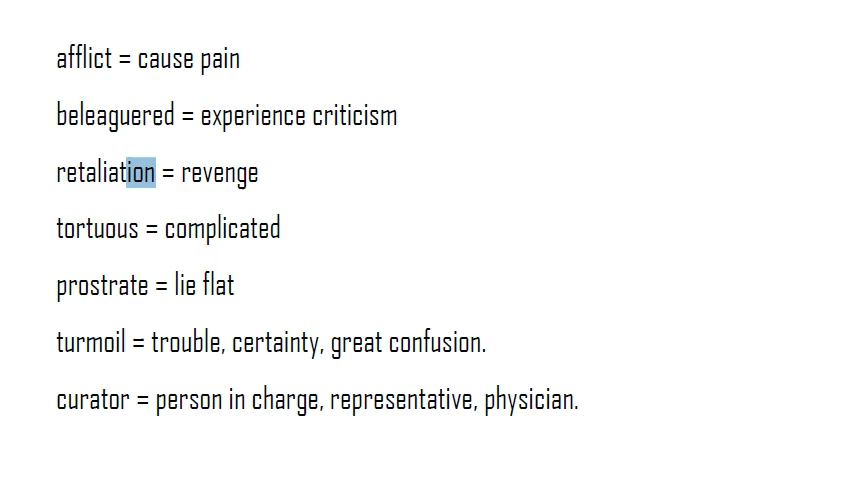 afflict = cause pain
beleaguered = experience criticism
retaliation = revenge
tortuous = complicated
prostrate = lie flat
turmoil = trouble, certainty, great confusion.
curator = person in charge, representative, physician.